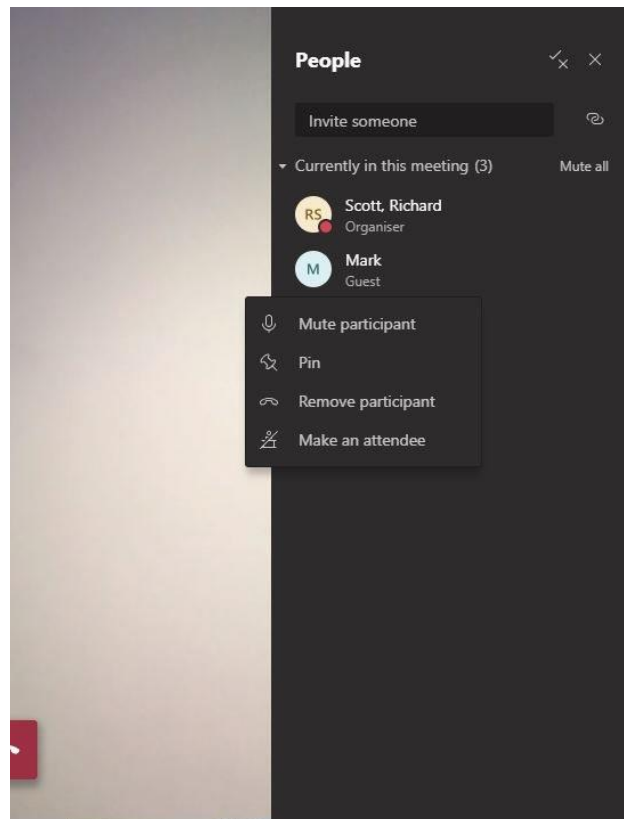 People
Invite someone
Currently in this meeting (3) Mute all
RS
Scott, Richard
Organiser
M
Mark
Guest
Mute participant
Pin
Remove participant
Make an attendee